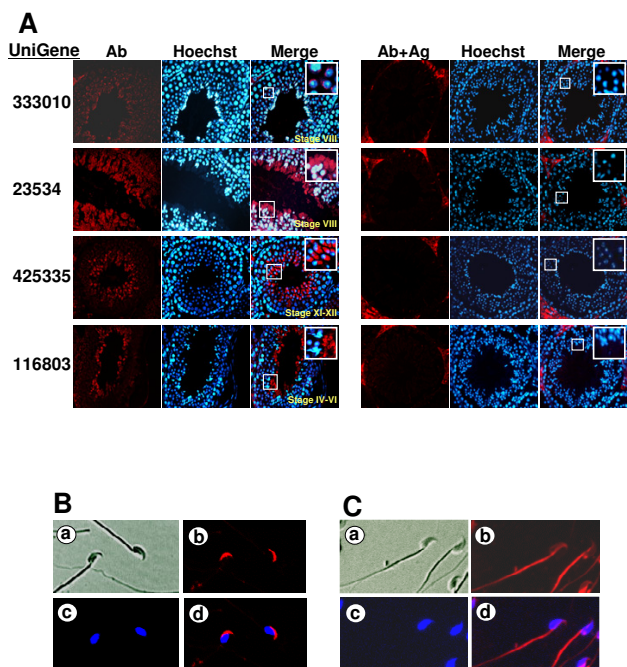 A
UniGene Ab Hoechst Merge Ab+Ag Hoechst Merge
333010
Stage VIII
23534
Stage VIII
425335
Stage XI-XII
116803
Stage IV-VI
B C
a b a b
c d c d